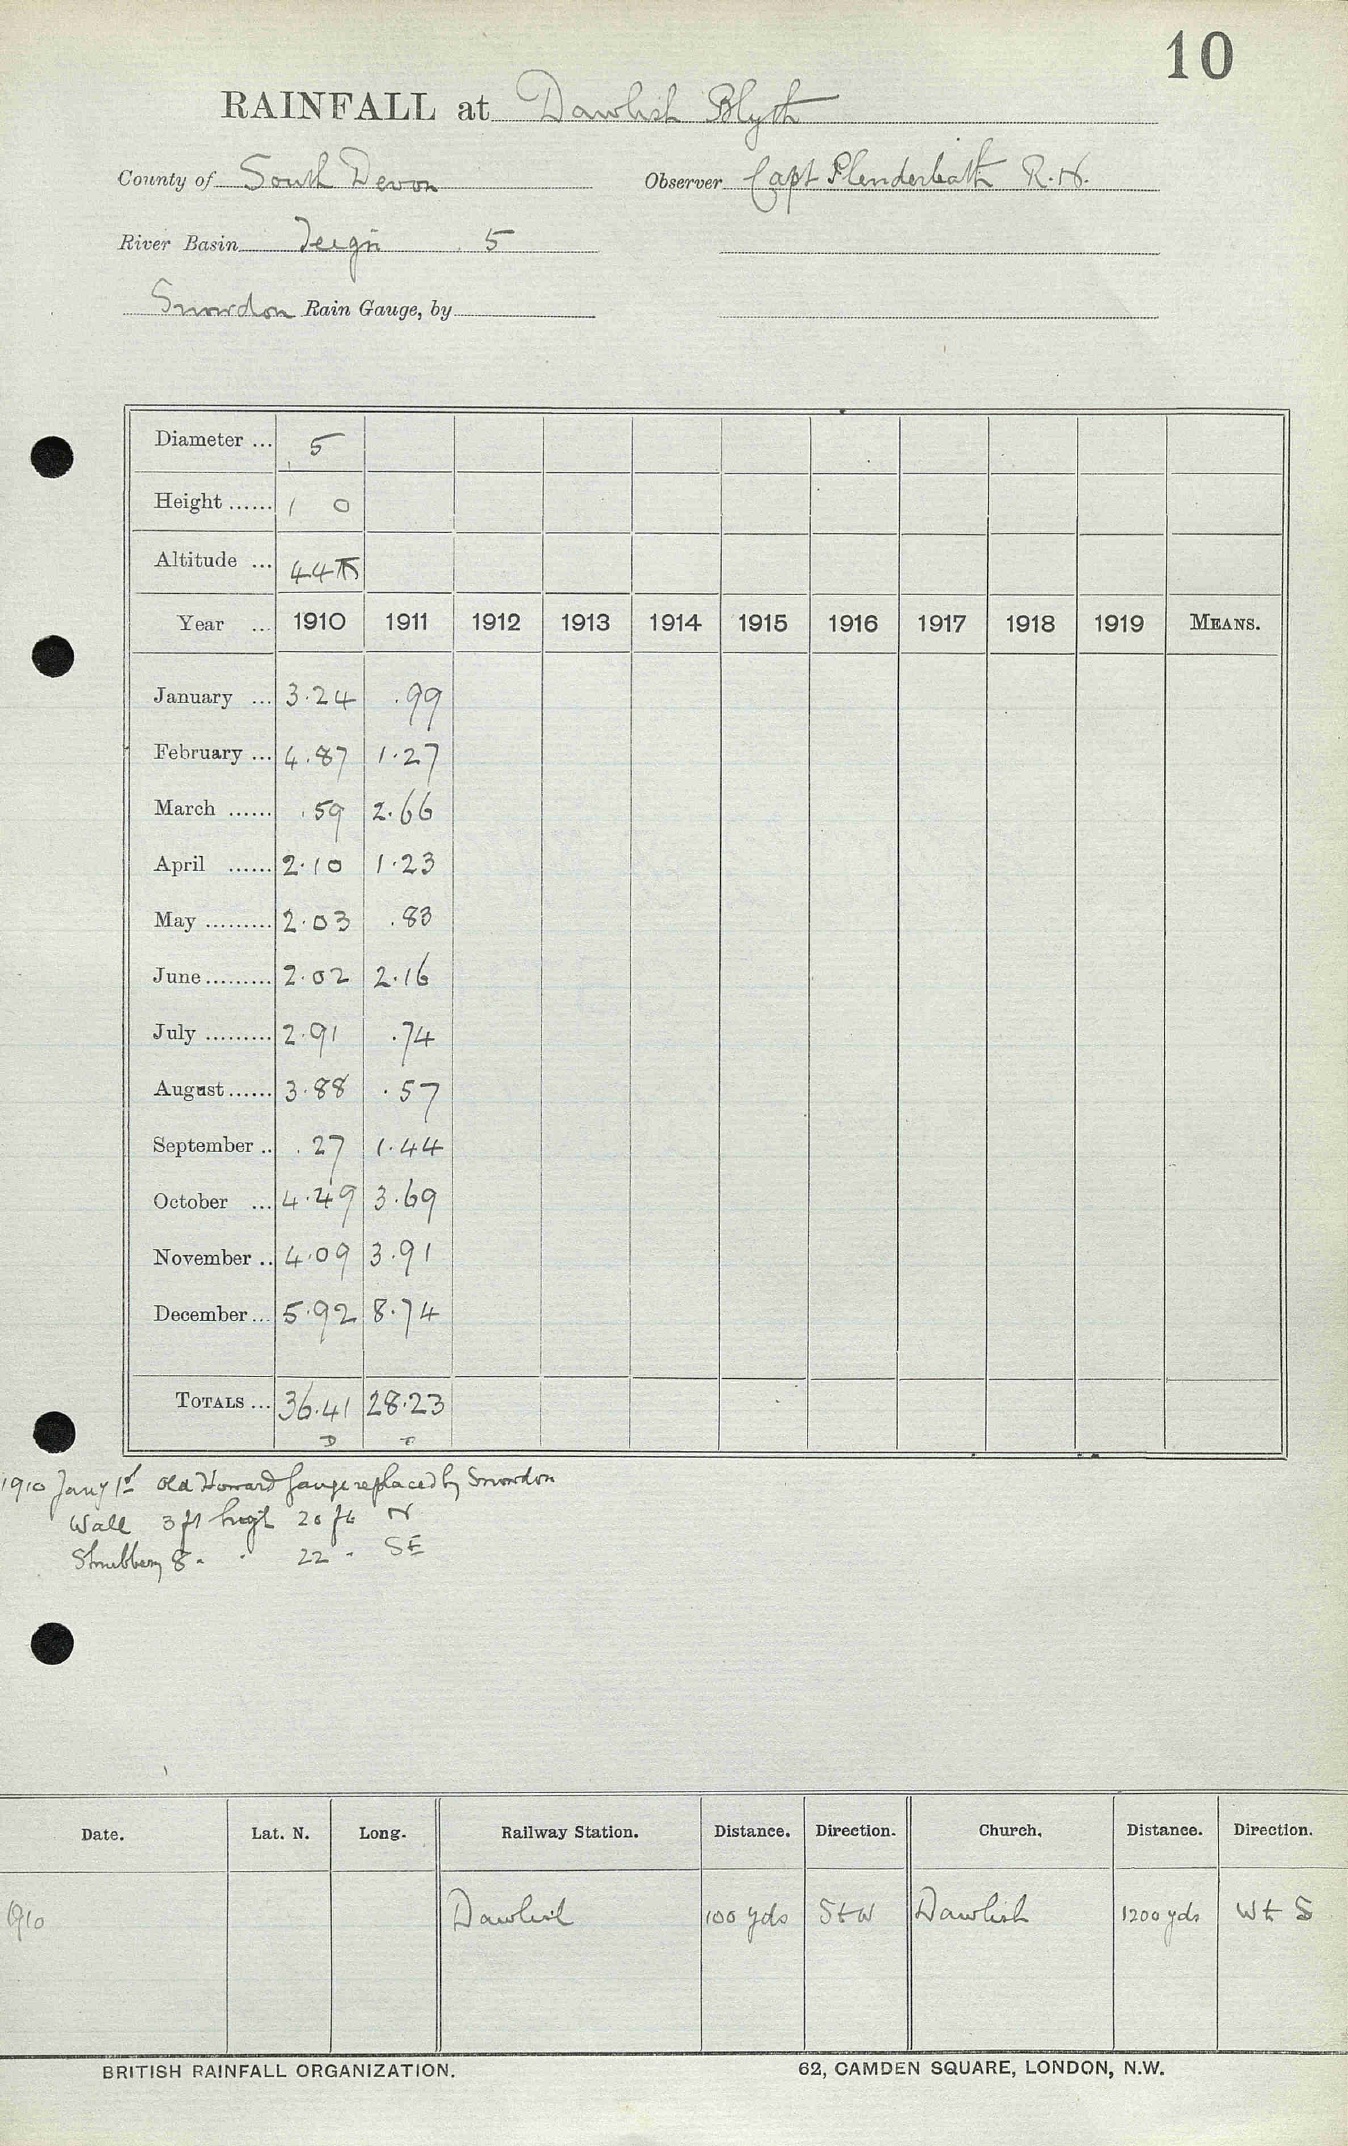 10
RAINFALL at Dawlish Blyth
County of South Devon Observer Capt Plenderleath R.N.
River Basin Teign 5
Snowdon Rain Gauge, by
Diameter ... 5
Height ...... 1 0
Altitude ... 44
Year ... 1910 1911 1912 1913 1914 1915 1916 1917 1918 1919 MEANS.
January ... 3.24 .99
February ... 4.87 1.27
March ...... .59 2.66
April ...... 2.10 1.23
May ......... 2.03 .83
June ......... 2.02 2.16
July ......... 2.91 .74
August ...... 3.88 .57
September .. .27 1.44
October ... 4.49 3.69
November .. 4.09 3.91
December ... 5.92 8.74
TOTALS ... 36.41 28.23
1910 Jany 1st Old Howard gauge replaced by Snowdon
Wall 3 ft high 20 ft N
Shrubbery 8 " " 22 " SE
Date. Lat. N. Long. Railway Station. Distance. Direction. Church. Distance. Direction.
1910 Dawlish 100 yds S t W Dawlish 1200 yds W t S
BRITISH RAINFALL ORGANIZATION. 62, CAMDEN SQUARE, LONDON, N.W.